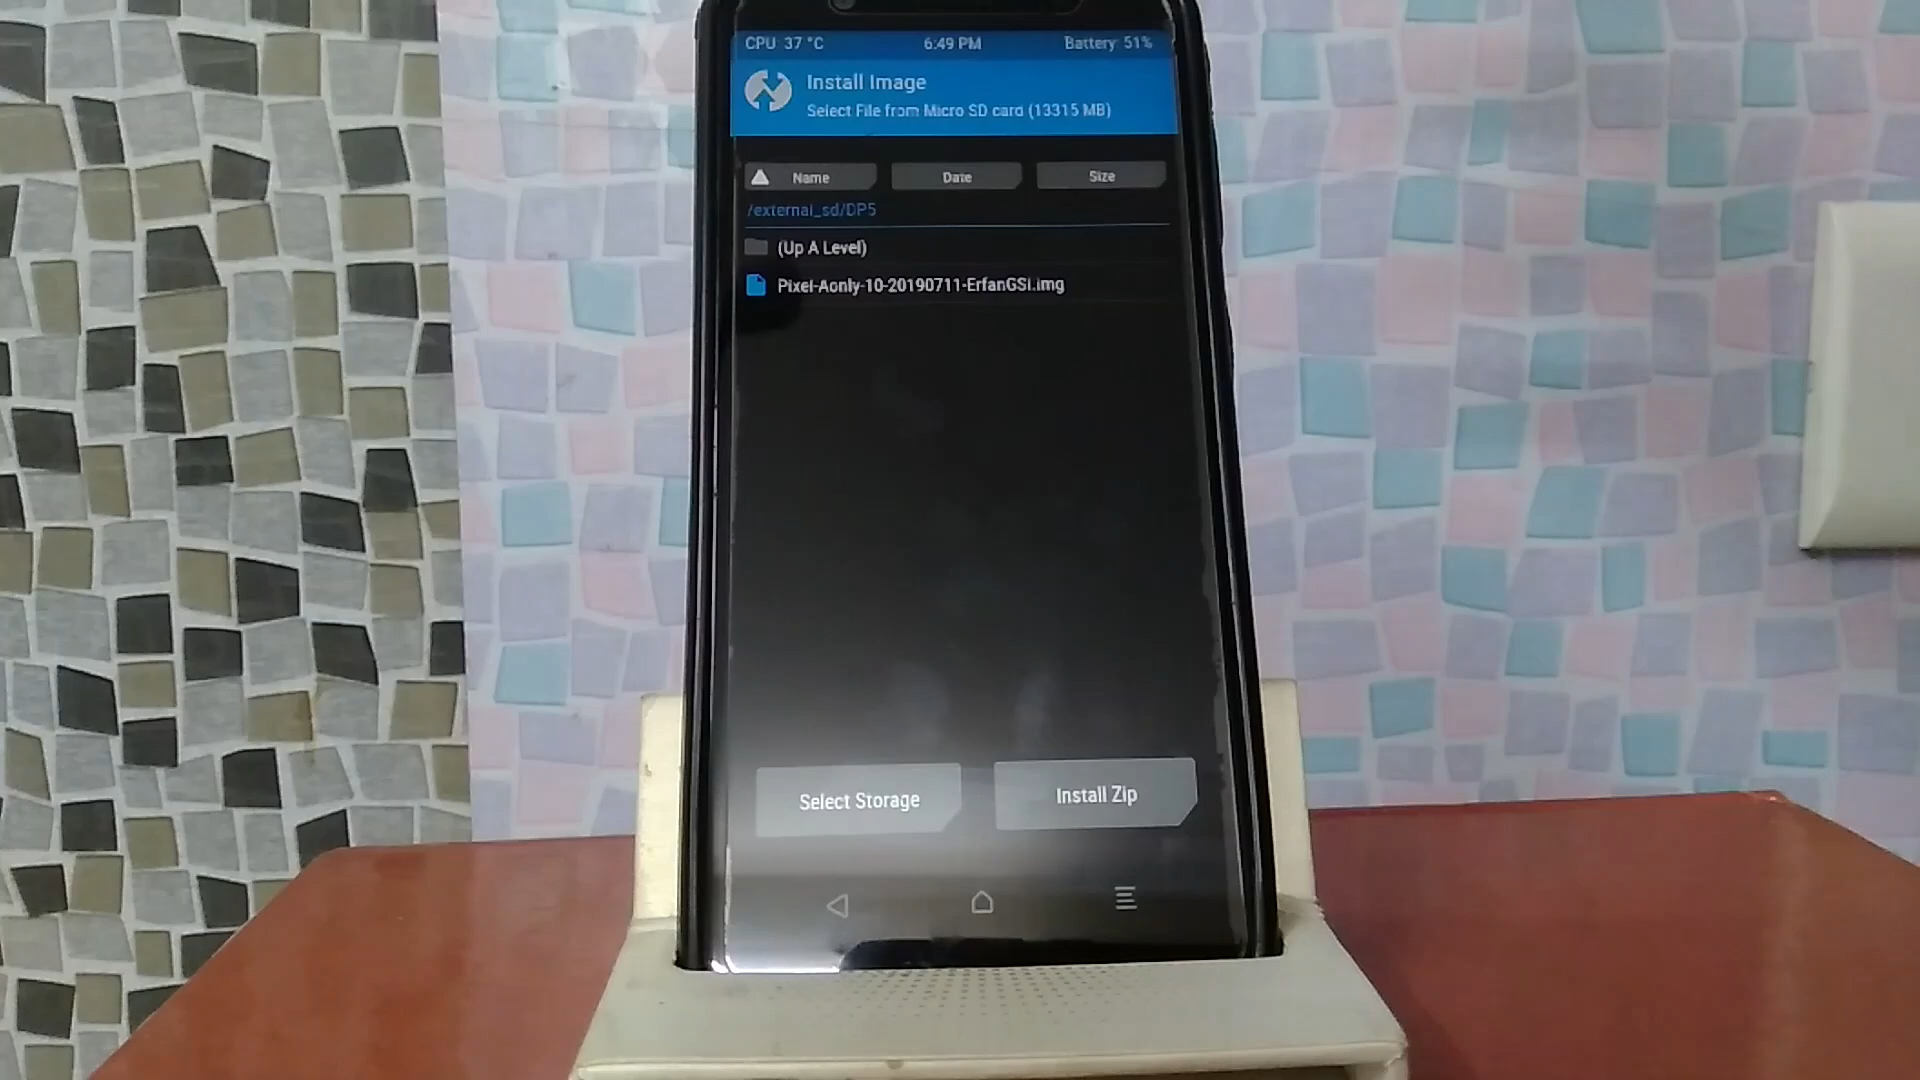 CPU: 37 °C 6:49 PM Battery: 51%
Install Image
Select File from Micro SD card (13315 MB)
Name Date Size
/external_sd/DP5
(Up A Level)
Pixel-Aonly-10-20190711-ErfanGSI.img
Select Storage Install Zip